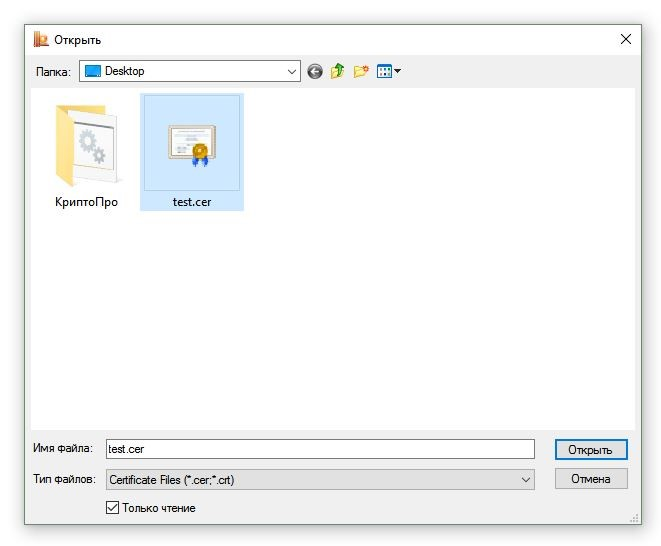 Открыть
Папка: Desktop
КриптоПро
test.cer
Имя файла: test.cer
Открыть
Тип файлов: Certificate Files (*.cer;*.crt)
Отмена
Только чтение